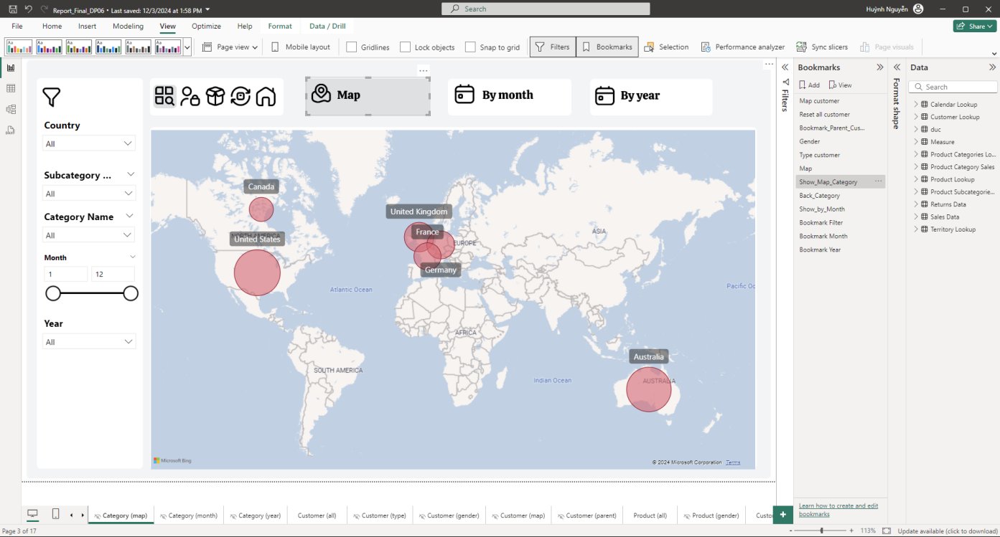 Report_Final_DP06 • Last saved: 12/3/2024 at 1:58 PM
Search
Huỳnh Nguyễn
File Home Insert Modeling View Optimize Help Format Data / Drill
Share
Page view Mobile layout Gridlines Lock objects Snap to grid Filters Bookmarks Selection Performance analyzer Sync slicers Page visuals
Map
By month
By year
Country
All
Subcategory ...
All
Category Name
All
Month
1 12
Year
All
Canada
United Kingdom
France
NORTH AMERICA
United States
EUROPE
ASIA
Germany
Atlantic Ocean
Pacific Oc
AFRICA
Australia
SOUTH AMERICA
Indian Ocean
AUSTRALIA
Microsoft Bing
© 2024 Microsoft Corporation Terms
Filters
Bookmarks
Add View
Map customer
Reset all customer
Bookmark_Parent_Cus...
Gender
Type customer
Map
Show_Map_Category
Back_Category
Show_by_Month
Bookmark Filter
Bookmark Month
Bookmark Year
Learn how to create and edit
bookmarks
Format shape
Data
Search
Calendar Lookup
Customer Lookup
duc
Measure
Product Categories Lo...
Product Category Sales
Product Lookup
Product Subcategorie...
Returns Data
Sales Data
Territory Lookup
Category (map) Category (month) Category (year) Customer (all) Customer (type) Customer (gender) Customer (map) Customer (parent) Product (all) Product (gender) Custo
Page 3 of 17
113%
Update available (click to download)